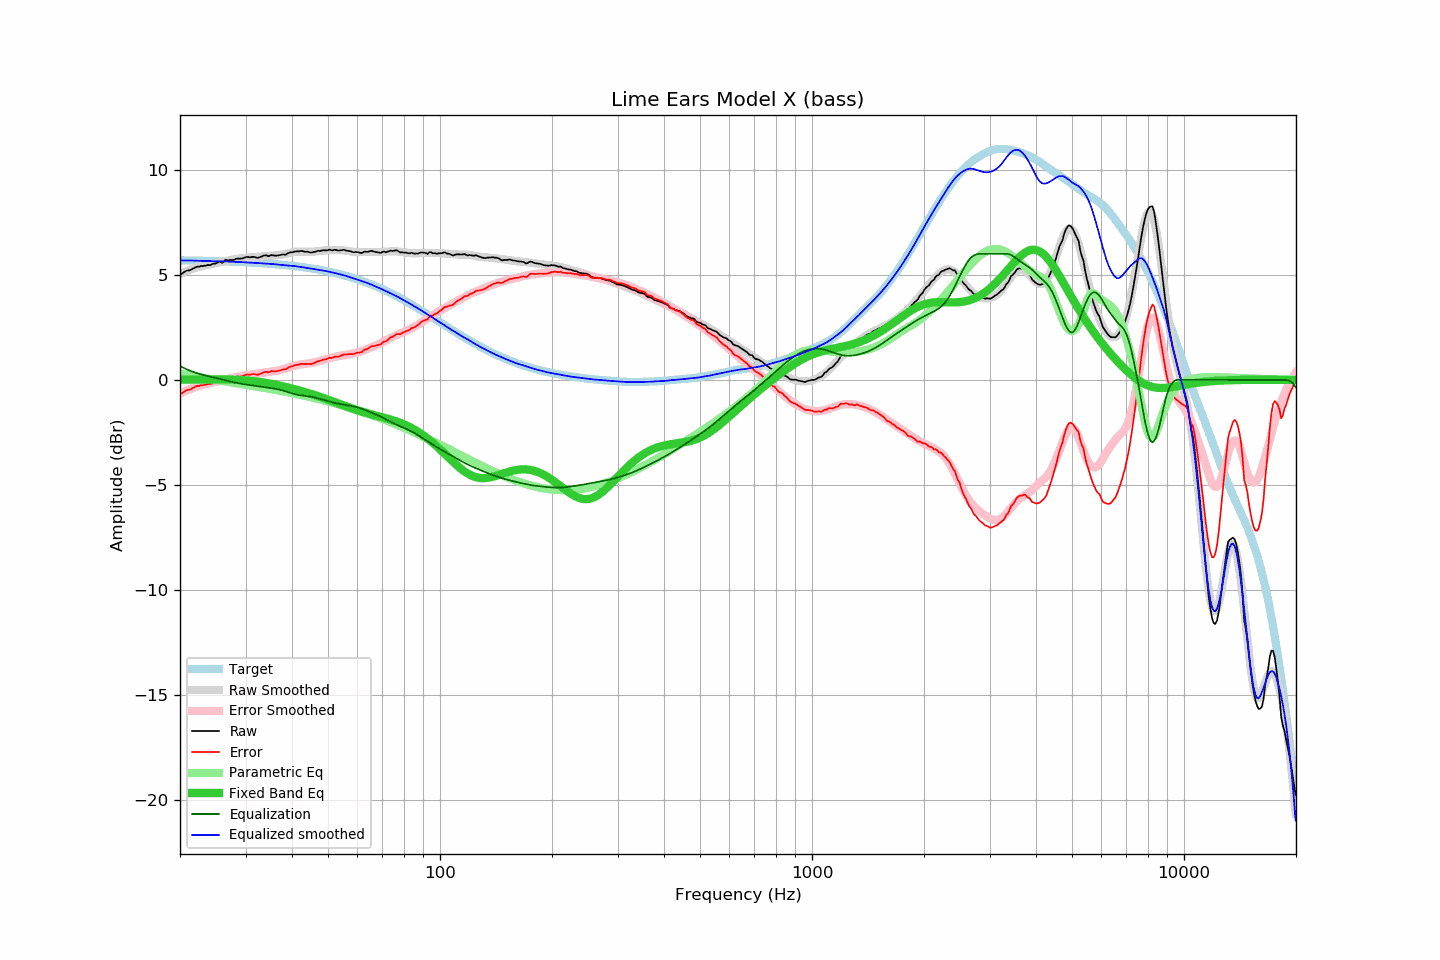 Lime Ears Model X (bass)
Amplitude (dBr)
10
5
0
−5
−10
−15
−20
Target
Raw Smoothed
Error Smoothed
Raw
Error
Parametric Eq
Fixed Band Eq
Equalization
Equalized smoothed
100
1000
10000
Frequency (Hz)